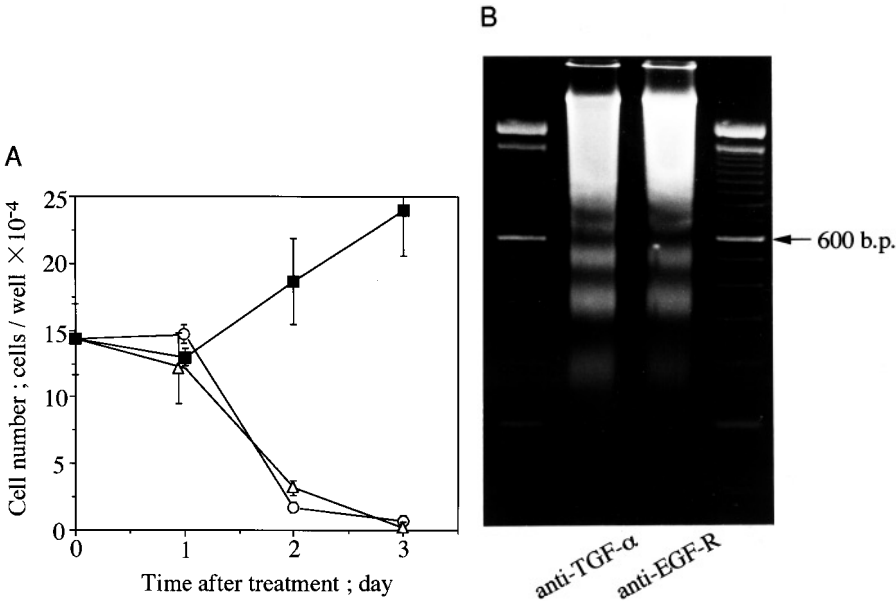 A
Cell number ; cells / well ×10⁻⁴
25
20
15
10
5
0
0 1 2 3
Time after treatment ; day
B
600 b.p.
anti-TGF-α
anti-EGF-R